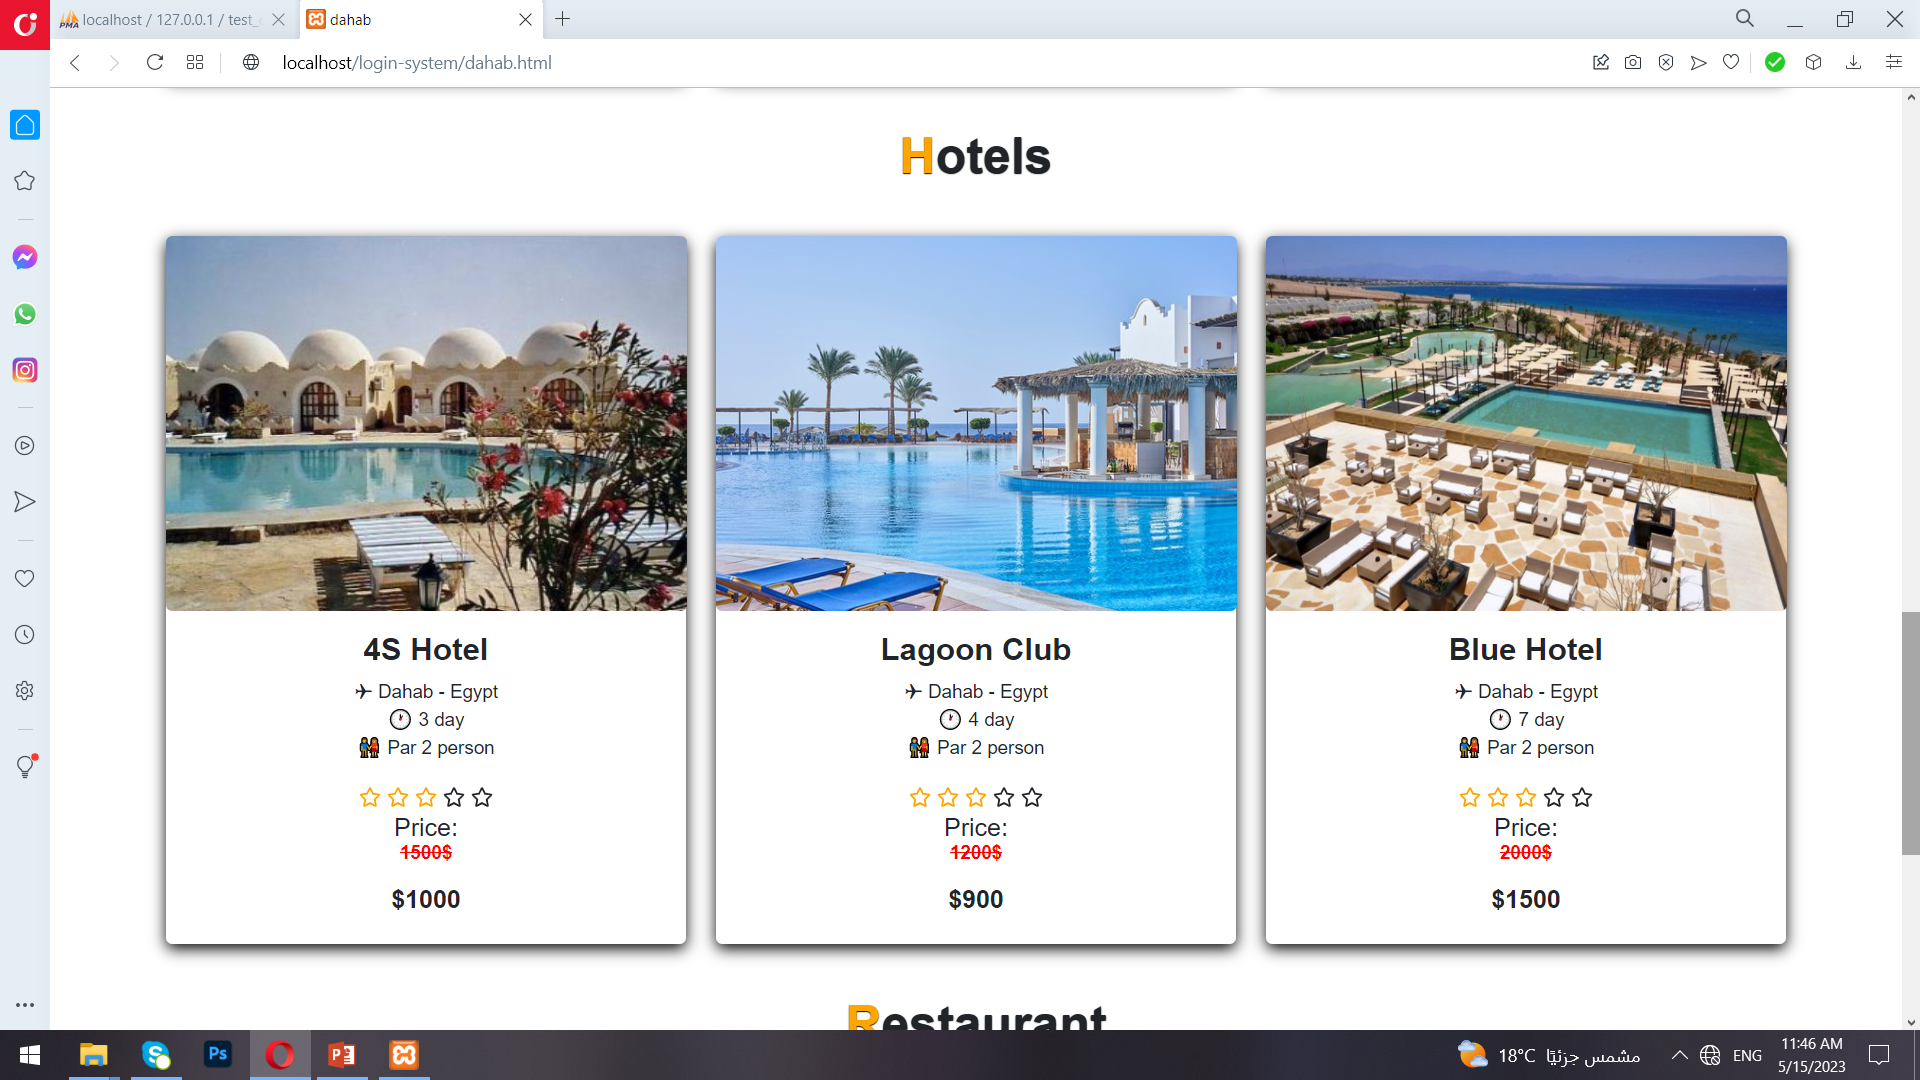 localhost / 127.0.0.1 / test_
dahab
localhost/login-system/dahab.html
Hotels
4S Hotel
Dahab - Egypt
3 day
Par 2 person
Price:
1500$
$1000
Lagoon Club
Dahab - Egypt
4 day
Par 2 person
Price:
1200$
$900
Blue Hotel
Dahab - Egypt
7 day
Par 2 person
Price:
2000$
$1500
Restaurant
18°C مشمس جزئيًا
ENG
11:46 AM
5/15/2023